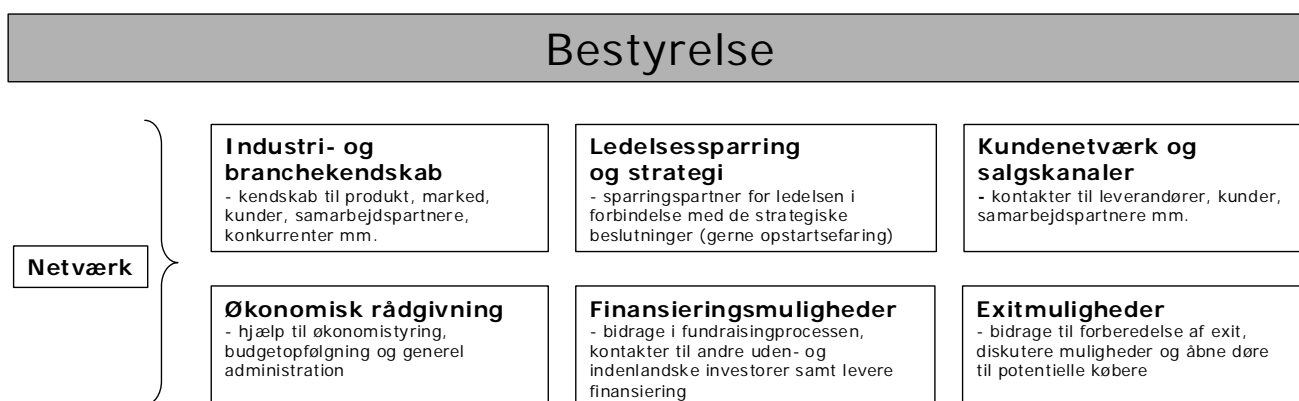 Bestyrelse
Netværk
Industri- og
branchekendskab
- kendskab til produkt, marked,
kunder, samarbejdspartnere,
konkurrenter mm.
Ledelsessparring
og strategi
- sparringspartner for ledelsen i
forbindelse med de strategiske
beslutninger (gerne opstartsefaring)
Kundenetværk og
salgskanaler
- kontakter til leverandører, kunder,
samarbejdspartnere mm.
Økonomisk rådgivning
- hjælp til økonomistyring,
budgetopfølgning og generel
administration
Finansieringsmuligheder
- bidrage i fundraisingprocessen,
kontakter til andre uden- og
indenlandske investorer samt levere
finansiering
Exitmuligheder
- bidrage til forberedelse af exit,
diskutere muligheder og åbne døre
til potentielle købere